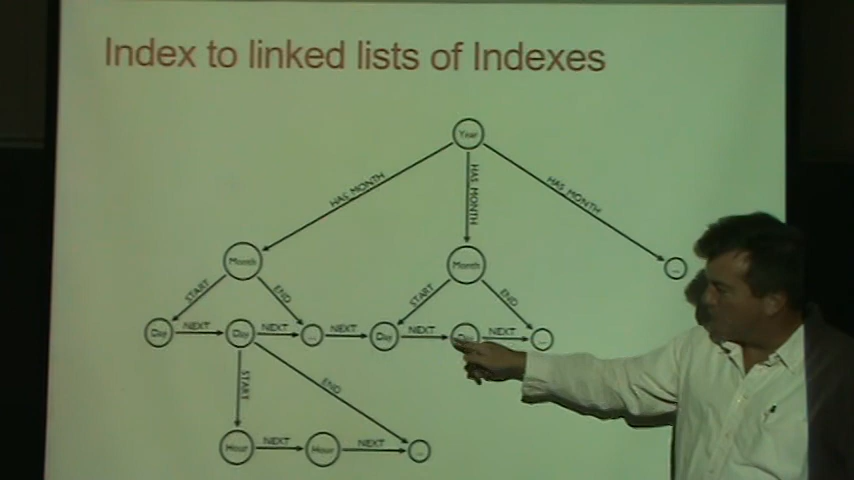 Index to linked lists of Indexes
Year
HAS MONTH
HAS MONTH
HAS MONTH
Month
Month
...
START
END
START
END
Day
NEXT
Day
NEXT
...
NEXT
Day
NEXT
Day
NEXT
...
START
END
Hour
NEXT
Hour
NEXT
...